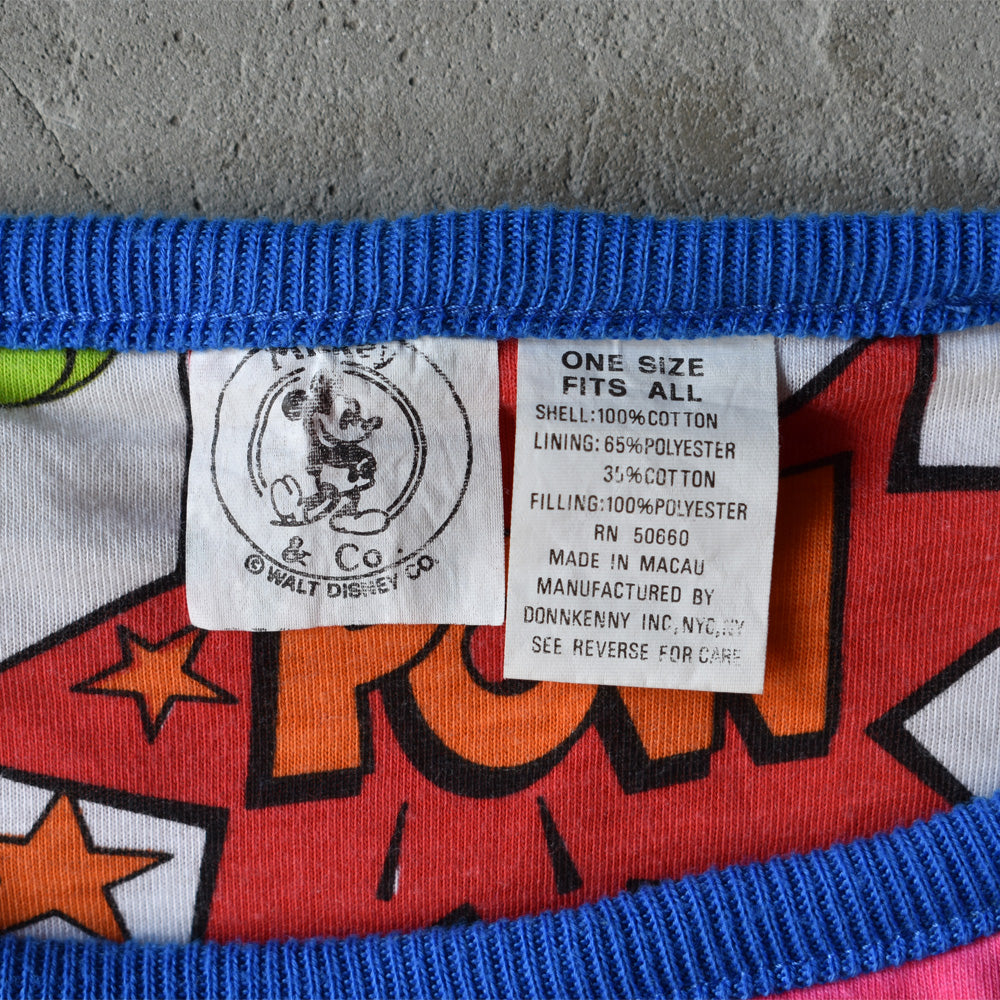 Mickey
& Co.
© WALT DISNEY CO.
ONE SIZE
FITS ALL
SHELL:100%COTTON
LINING:65%POLYESTER
35%COTTON
FILLING:100%POLYESTER
RN 50660
MADE IN MACAU
MANUFACTURED BY
DONNKENNY INC,NYC,NY
SEE REVERSE FOR CARE
POW